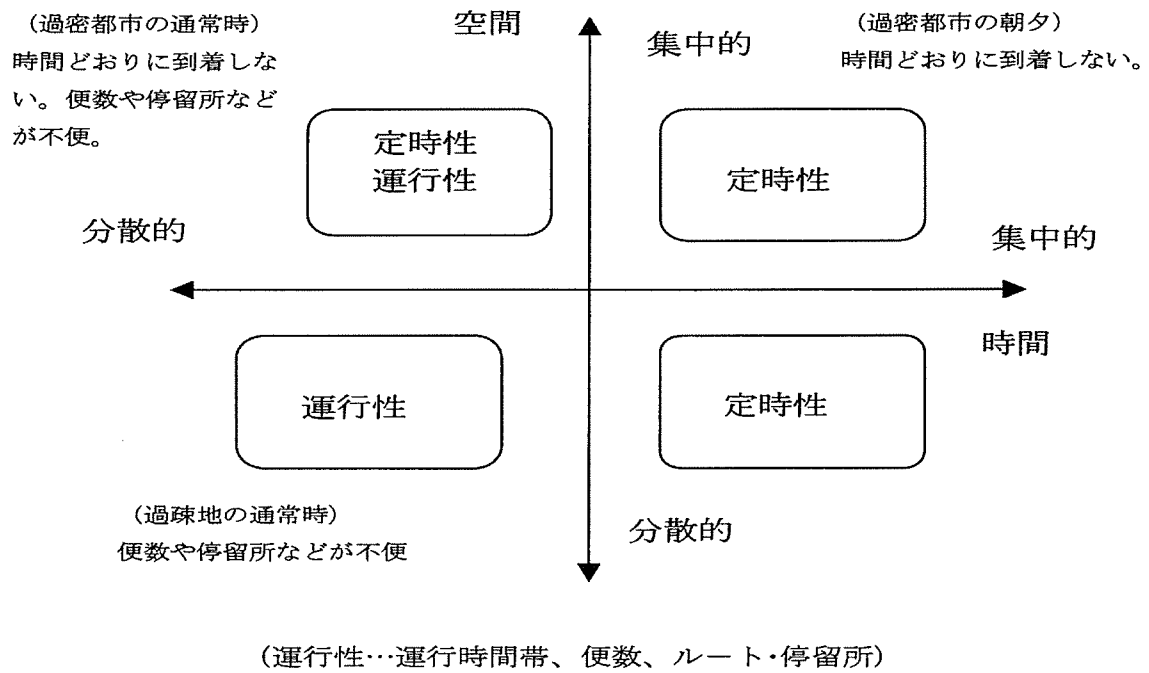 （過密都市の通常時）
時間どおりに到着しな
い。便数や停留所など
が不便。
空間
集中的
（過密都市の朝夕）
時間どおりに到着しない。
定時性
運行性
定時性
分散的
集中的
時間
運行性
定時性
（過疎地の通常時）
便数や停留所などが不便
分散的
（運行性…運行時間帯、便数、ルート・停留所）